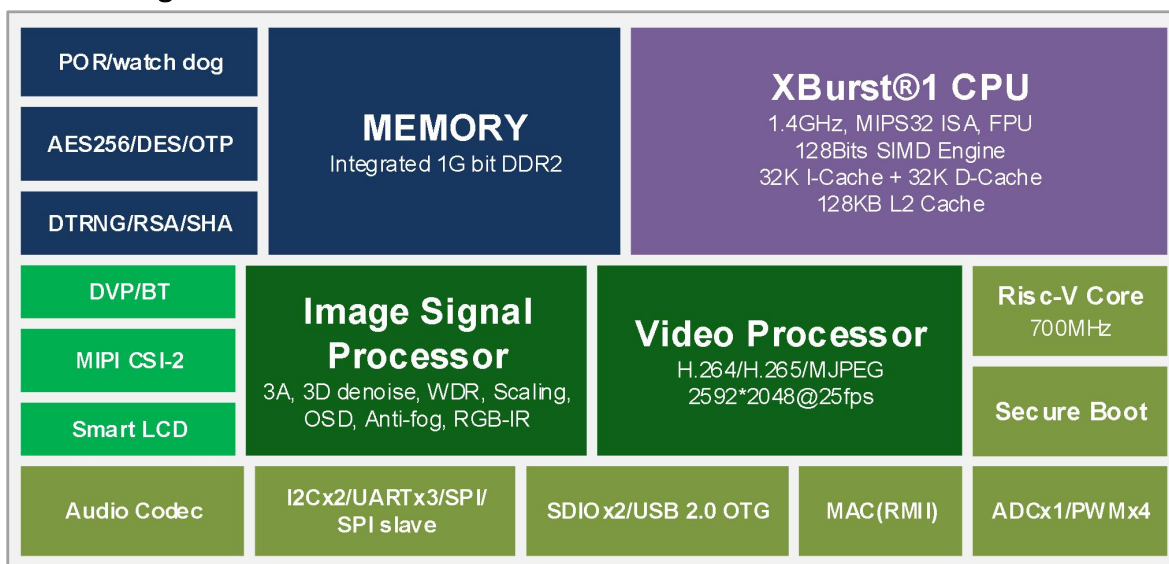 POR/watch dog
AES256/DES/OTP
DTRNG/RSA/SHA
MEMORY
Integrated 1G bit DDR2
XBurst®1 CPU
1.4GHz, MIPS32 ISA, FPU
128Bits SIMD Engine
32K I-Cache + 32K D-Cache
128KB L2 Cache
DVP/BT
MIPI CSI-2
Smart LCD
Image Signal
Processor
3A, 3D denoise, WDR, Scaling,
OSD, Anti-fog, RGB-IR
Video Processor
H.264/H.265/MJPEG
2592*2048@25fps
Risc-V Core
700MHz
Secure Boot
Audio Codec
I2Cx2/UARTx3/SPI/
SPI slave
SDIOx2/USB 2.0 OTG
MAC(RMII)
ADCx1/PWMx4